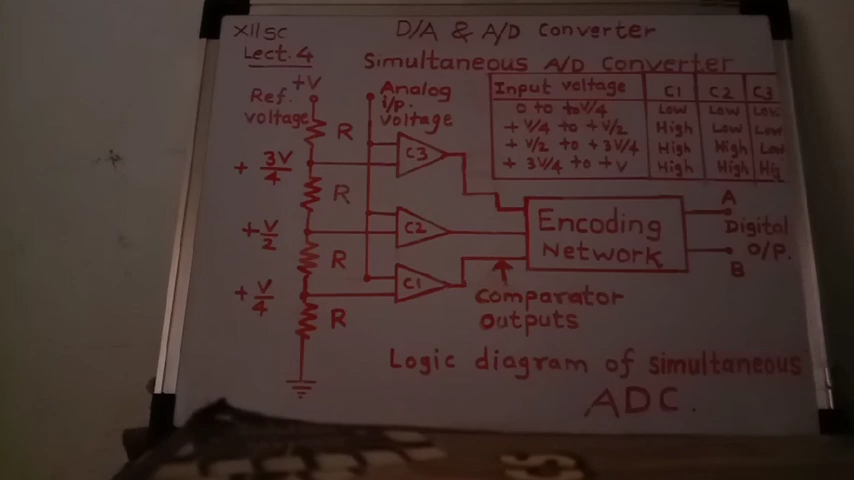 XII SC
D/A & A/D Converter
Lect. 4
Simultaneous A/D Converter
+V
Ref. voltage
Analog i/p. voltage
Input voltage C1 C2 C3
0 to +V/4 Low Low Low
+ V/4 to + V/2 High Low Low
+ V/2 to + 3V/4 High High Low
+ 3V/4 to +V High High Hig
R
C3
+ 3V/4
R
C2
+ V/2
R
C1
+ V/4
R
Encoding
Network
A
Digital
O/P.
B
Comparator
outputs
Logic diagram of simultaneous
ADC.